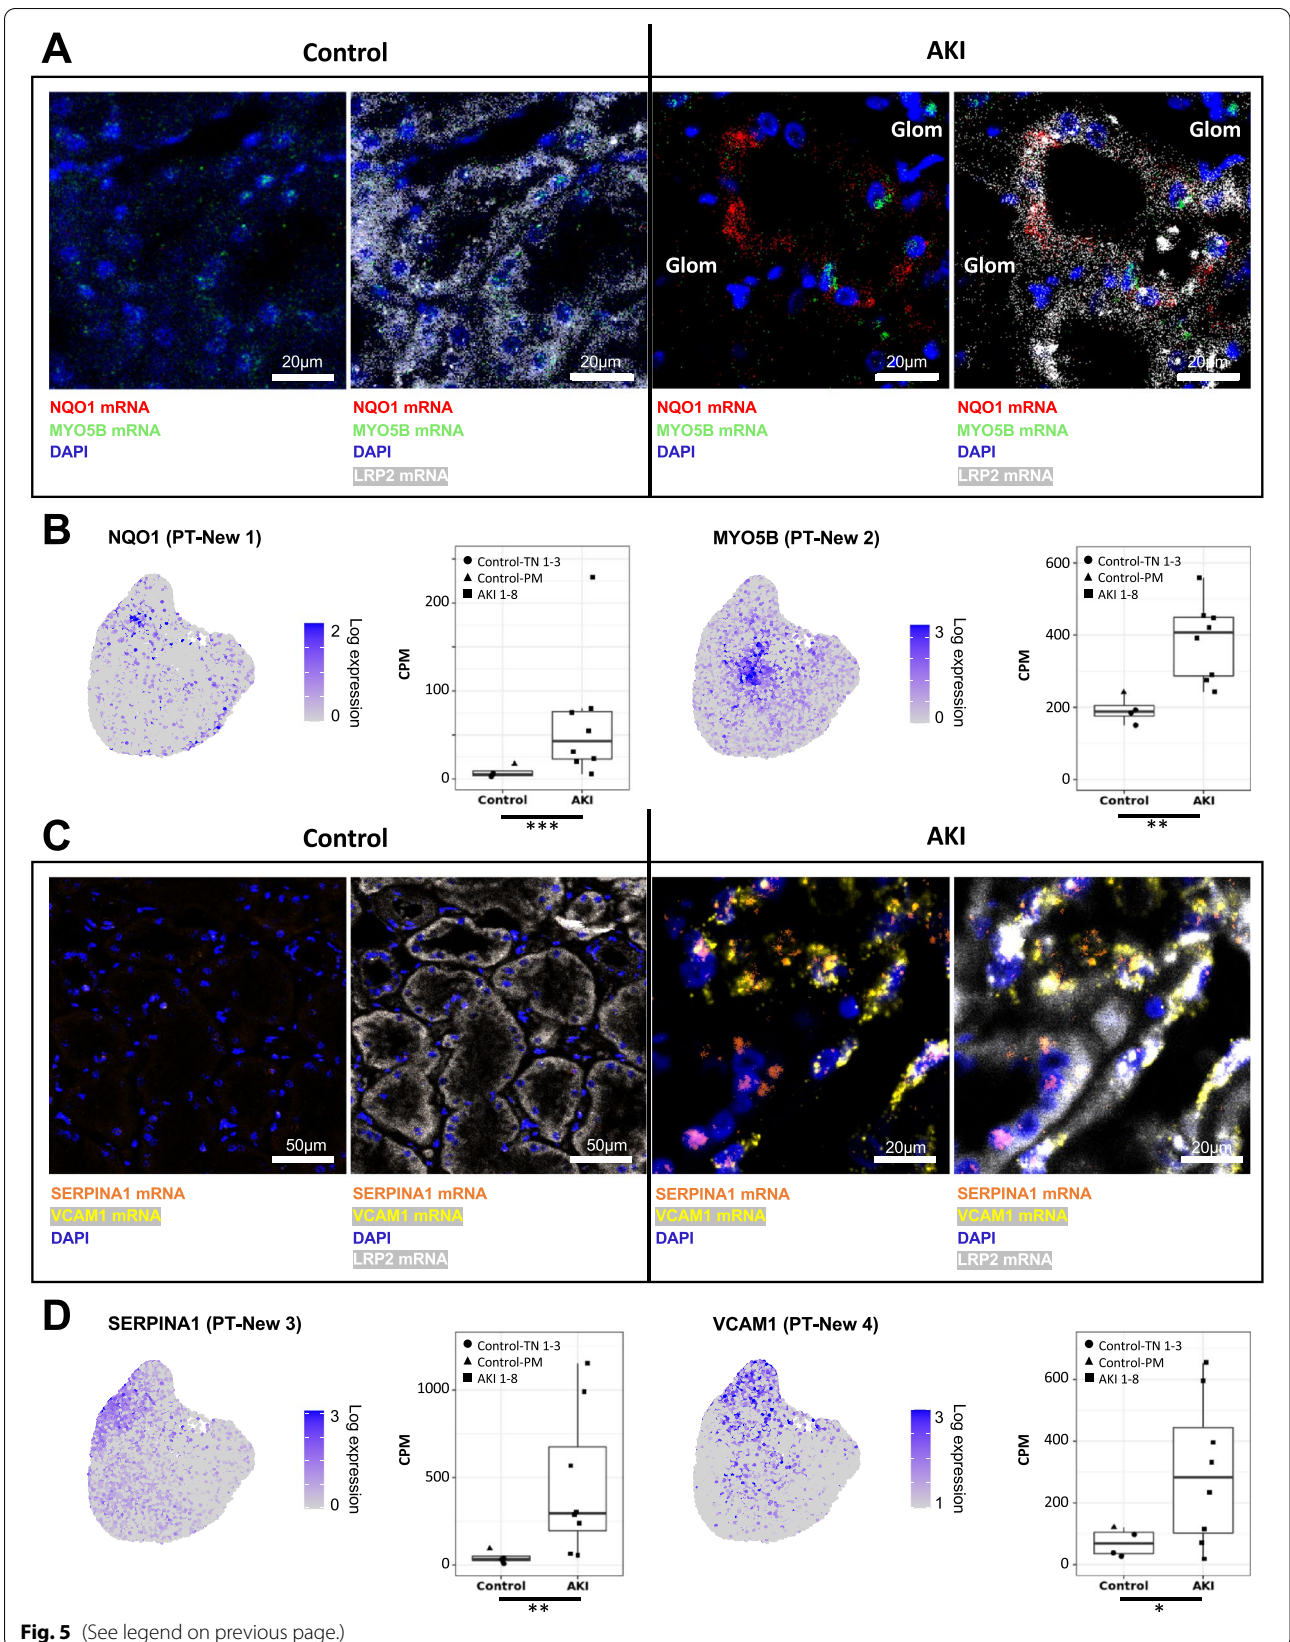 A
Control
AKI
Glom
Glom
Glom
Glom
20µm
20µm
20µm
20µm
NQO1 mRNA
MYO5B mRNA
DAPI
NQO1 mRNA
MYO5B mRNA
DAPI
LRP2 mRNA
NQO1 mRNA
MYO5B mRNA
DAPI
NQO1 mRNA
MYO5B mRNA
DAPI
LRP2 mRNA
B
NQO1 (PT-New 1)
2
0
Log expression
Control-TN 1-3
Control-PM
AKI 1-8
CPM
200
100
0
Control
AKI
***
MYO5B (PT-New 2)
3
0
Log expression
Control-TN 1-3
Control-PM
AKI 1-8
CPM
600
400
200
0
Control
AKI
**
C
Control
AKI
50µm
50µm
20µm
20µm
SERPINA1 mRNA
VCAM1 mRNA
DAPI
SERPINA1 mRNA
VCAM1 mRNA
DAPI
LRP2 mRNA
SERPINA1 mRNA
VCAM1 mRNA
DAPI
SERPINA1 mRNA
VCAM1 mRNA
DAPI
LRP2 mRNA
D
SERPINA1 (PT-New 3)
3
0
Log expression
Control-TN 1-3
Control-PM
AKI 1-8
CPM
1000
500
0
Control
AKI
**
VCAM1 (PT-New 4)
3
1
Log expression
Control-TN 1-3
Control-PM
AKI 1-8
CPM
600
400
200
0
Control
AKI
*
Fig. 5 (See legend on previous page.)